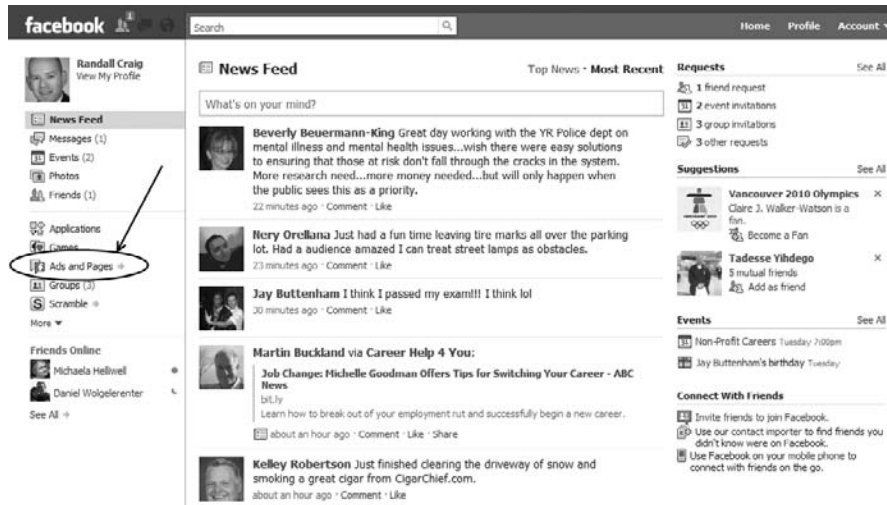 facebook
1
Search
Home Profile Account
Randall Craig
View My Profile
News Feed
Messages (1)
Events (2)
Photos
Friends (1)
Applications
Games
Ads and Pages
Groups (3)
Scramble
More
Friends Online
Michaela Helliwell
Daniel Wolgelerenter
See All
News Feed
Top News · Most Recent
What's on your mind?
Beverly Beuermann-King Great day working with the YR Police dept on
mental illness and mental health issues...wish there were easy solutions
to ensuring that those at risk don't fall through the cracks in the system.
More research need...more money needed...but will only happen when
the public sees this as a priority.
22 minutes ago · Comment · Like
Nery Orellana Just had a fun time leaving tire marks all over the parking
lot. Had a audience amazed I can treat street lamps as obstacles.
23 minutes ago · Comment · Like
Jay Buttenham I think I passed my exam!!! I think lol
30 minutes ago · Comment · Like
Martin Buckland via Career Help 4 You:
Job Change: Michelle Goodman Offers Tips for Switching Your Career - ABC
News
bit.ly
Learn how to break out of your employment rut and successfully begin a new career.
about an hour ago · Comment · Like · Share
Kelley Robertson Just finished clearing the driveway of snow and
smoking a great cigar from CigarChief.com.
about an hour ago · Comment · Like
Requests
See All
1 friend request
31 2 event invitations
3 group invitations
3 other requests
Suggestions
See All
Vancouver 2010 Olympics
Claire J. Walker-Watson is a
fan.
Become a Fan
Tadesse Yihdego
5 mutual friends
Add as friend
Events
See All
31 Non-Profit Careers Tuesday 7:00pm
Jay Buttenham's birthday Tuesday
Connect With Friends
Invite friends to join Facebook.
Use our contact importer to find friends you
didn't know were on Facebook.
Use Facebook on your mobile phone to
connect with friends on the go.